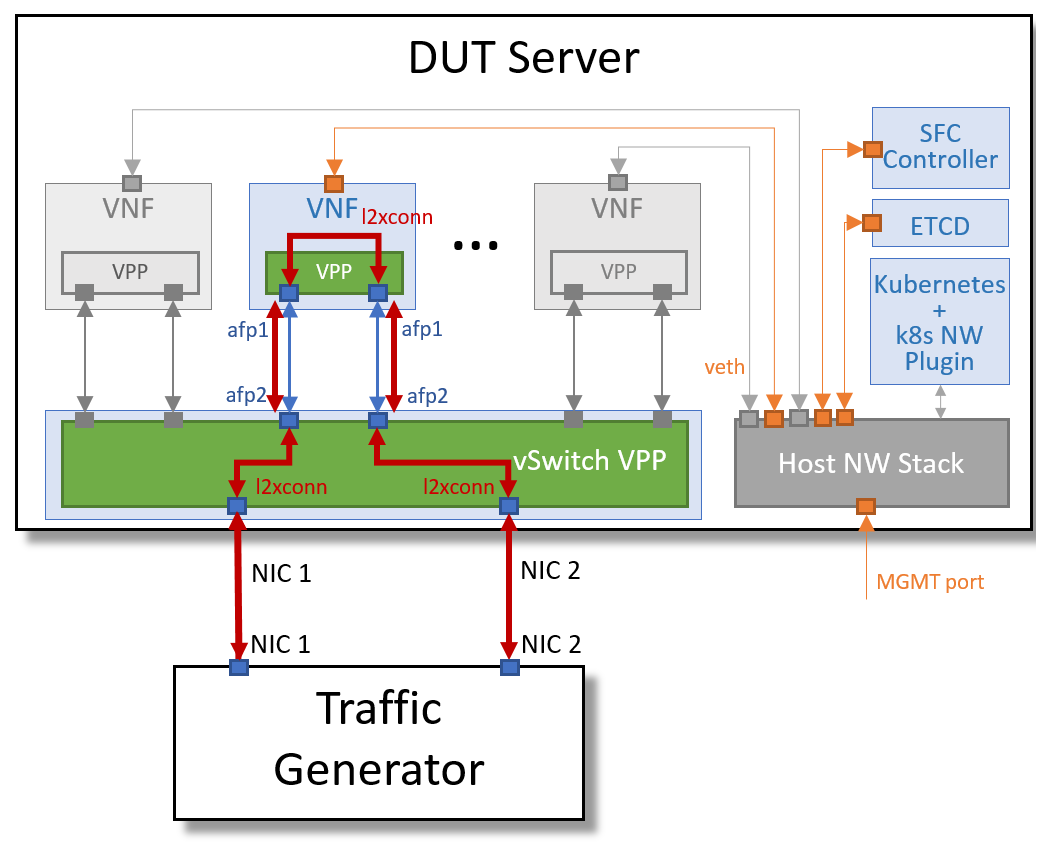 DUT Server
SFC
Controller
VNF
VNF
l2xconn
VNF
...
ETCD
VPP
VPP
VPP
Kubernetes
+
k8s NW
Plugin
afp1
afp1
veth
afp2
afp2
vSwitch VPP
Host NW Stack
l2xconn
l2xconn
NIC 1
NIC 2
MGMT port
NIC 1
NIC 2
Traffic
Generator